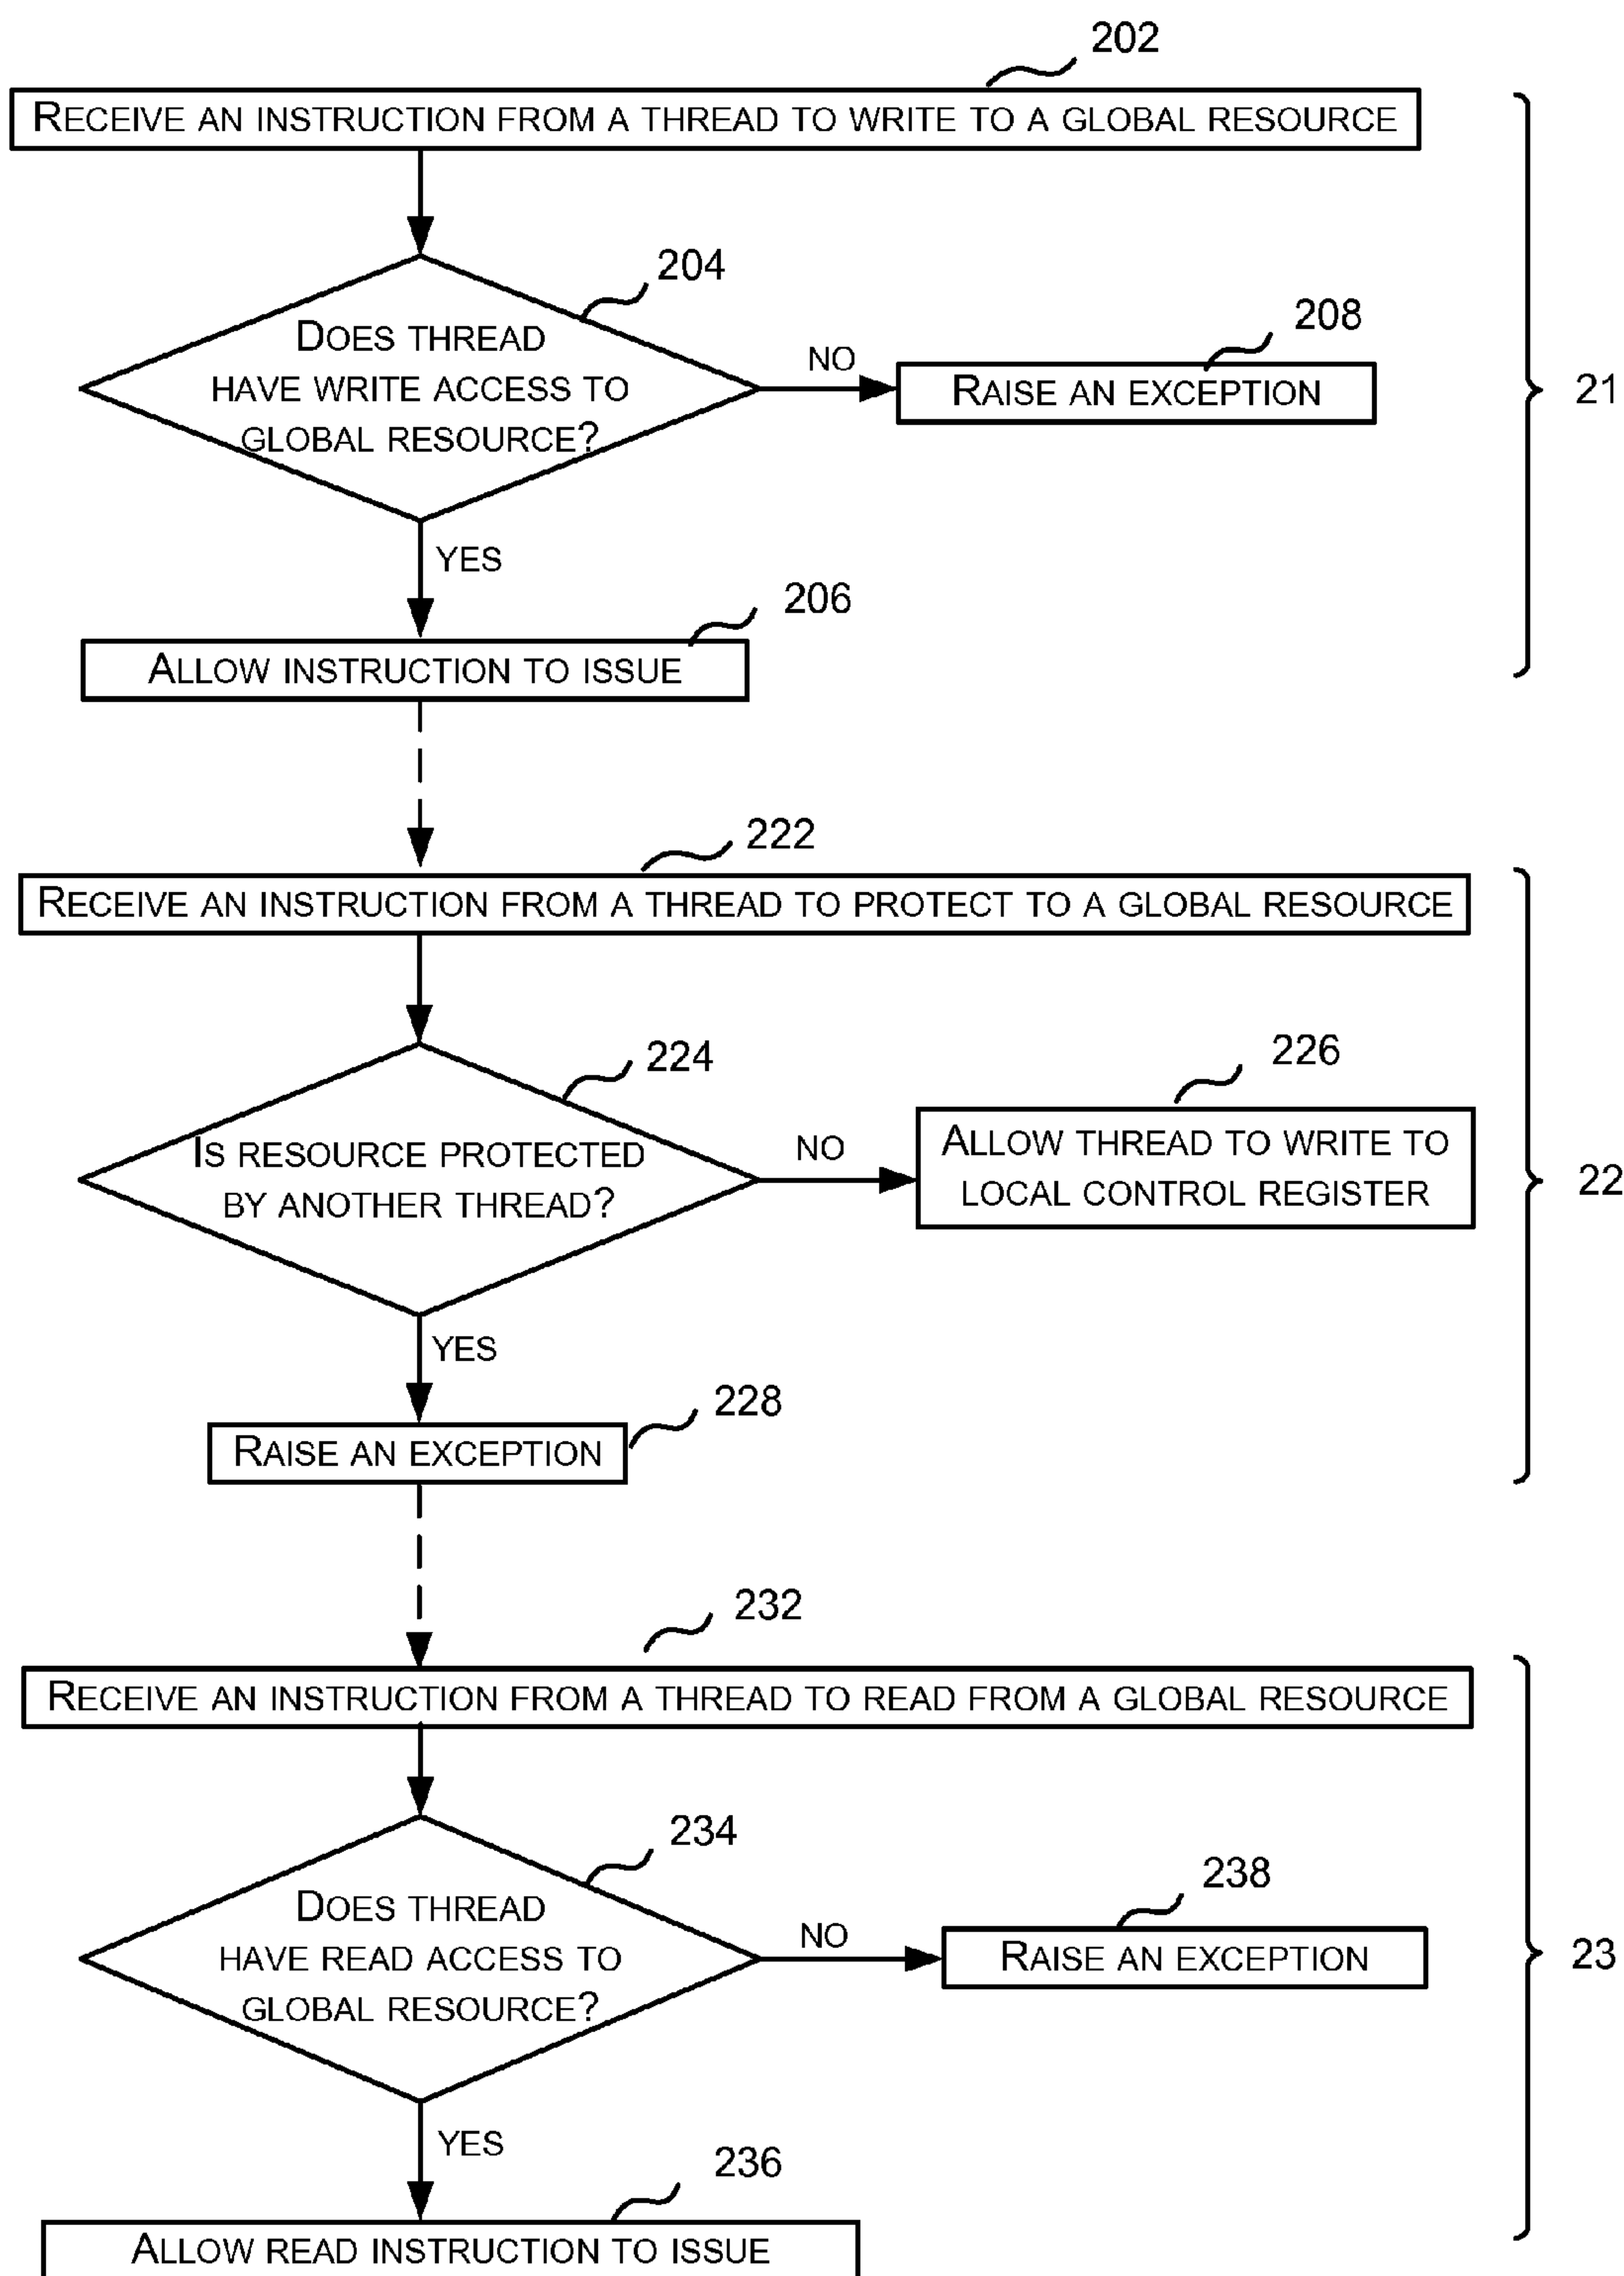 202
RECEIVE AN INSTRUCTION FROM A THREAD TO WRITE TO A GLOBAL RESOURCE
204
DOES THREAD
HAVE WRITE ACCESS TO
GLOBAL RESOURCE?
NO
208
RAISE AN EXCEPTION
21
YES
206
ALLOW INSTRUCTION TO ISSUE
222
RECEIVE AN INSTRUCTION FROM A THREAD TO PROTECT TO A GLOBAL RESOURCE
224
IS RESOURCE PROTECTED
BY ANOTHER THREAD?
NO
226
ALLOW THREAD TO WRITE TO
LOCAL CONTROL REGISTER
22
YES
228
RAISE AN EXCEPTION
232
RECEIVE AN INSTRUCTION FROM A THREAD TO READ FROM A GLOBAL RESOURCE
234
DOES THREAD
HAVE READ ACCESS TO
GLOBAL RESOURCE?
NO
238
RAISE AN EXCEPTION
23
YES
236
ALLOW READ INSTRUCTION TO ISSUE